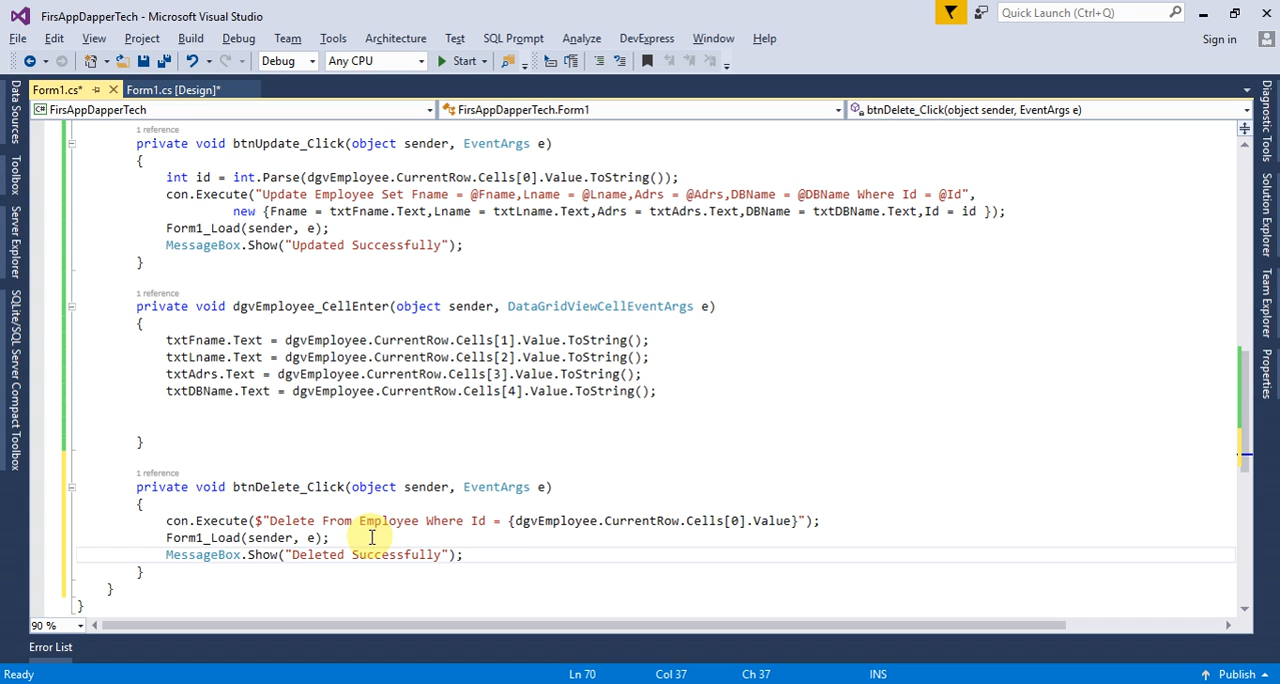 FirsAppDapperTech - Microsoft Visual Studio
Quick Launch (Ctrl+Q)
File Edit View Project Build Debug Team Tools Architecture Test SQL Prompt Analyze DevExpress Window Help
Sign in
Debug Any CPU Start
Form1.cs* Form1.cs [Design]*
FirsAppDapperTech FirsAppDapperTech.Form1 btnDelete_Click(object sender, EventArgs e)
Data Sources
Toolbox
Server Explorer
SQLite/SQL Server Compact Toolbox
1 reference
private void btnUpdate_Click(object sender, EventArgs e)
{
int id = int.Parse(dgvEmployee.CurrentRow.Cells[0].Value.ToString());
con.Execute("Update Employee Set Fname = @Fname,Lname = @Lname,Adrs = @Adrs,DBName = @DBName Where Id = @Id",
new {Fname = txtFname.Text,Lname = txtLname.Text,Adrs = txtAdrs.Text,DBName = txtDBName.Text,Id = id });
Form1_Load(sender, e);
MessageBox.Show("Updated Successfully");
}
1 reference
private void dgvEmployee_CellEnter(object sender, DataGridViewCellEventArgs e)
{
txtFname.Text = dgvEmployee.CurrentRow.Cells[1].Value.ToString();
txtLname.Text = dgvEmployee.CurrentRow.Cells[2].Value.ToString();
txtAdrs.Text = dgvEmployee.CurrentRow.Cells[3].Value.ToString();
txtDBName.Text = dgvEmployee.CurrentRow.Cells[4].Value.ToString();
}
1 reference
private void btnDelete_Click(object sender, EventArgs e)
{
con.Execute($"Delete From Employee Where Id = {dgvEmployee.CurrentRow.Cells[0].Value}");
Form1_Load(sender, e);
MessageBox.Show("Deleted Successfully");
}
}
}
Diagnostic Tools
Solution Explorer
Team Explorer
Properties
90 %
Error List
Ready Ln 70 Col 37 Ch 37 INS Publish